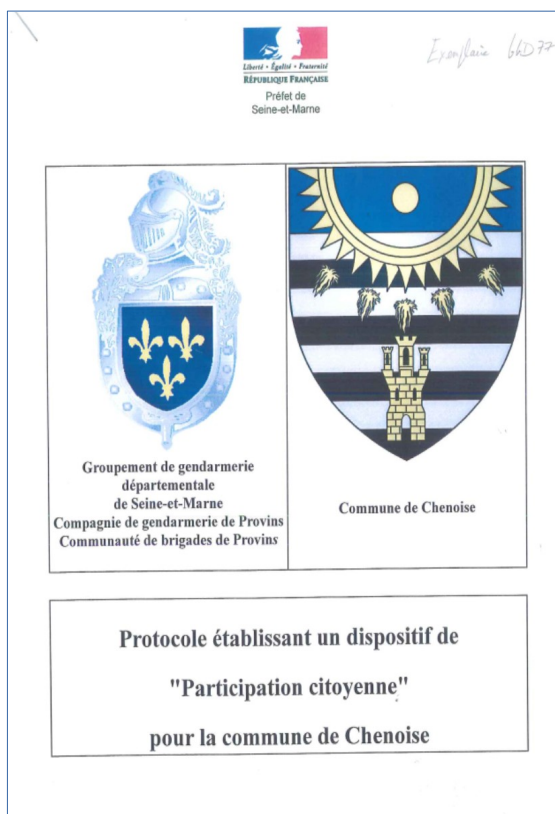 Exemplaire GGD77
Liberté • Égalité • Fraternité
RÉPUBLIQUE FRANÇAISE
Préfet de
Seine-et-Marne
Groupement de gendarmerie
départementale
de Seine-et-Marne
Compagnie de gendarmerie de Provins
Communauté de brigades de Provins
Commune de Chenoise
Protocole établissant un dispositif de
"Participation citoyenne"
pour la commune de Chenoise